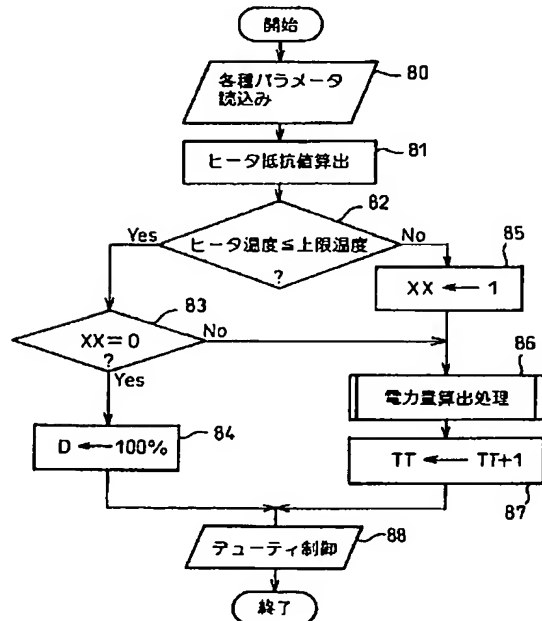 開始
各種パラメータ
読込み
80
ヒータ抵抗値算出
81
82
ヒータ温度≦上限温度
?
Yes
No
85
XX ← 1
83
XX=0
?
No
Yes
86
電力量算出処理
D ← 100%
84
TT ← TT+1
87
デューティ制御
88
終了